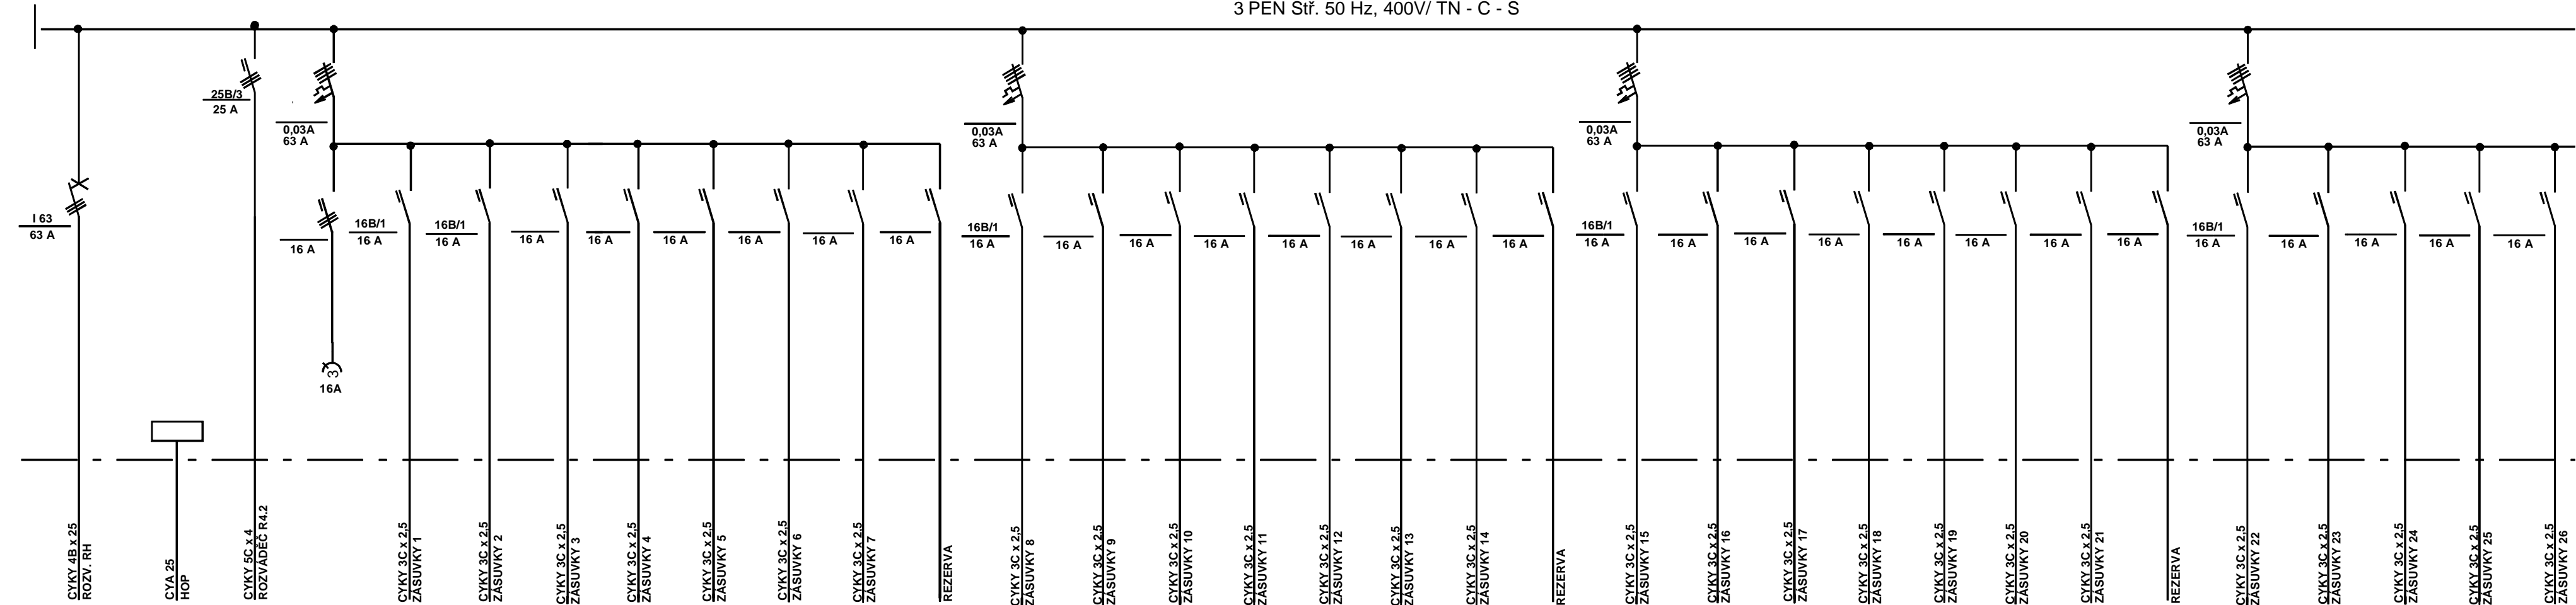 3 PEN Stř. 50 Hz, 400V/ TN - C - S
25B/3
25 A
0,03A
63 A
0,03A
63 A
0,03A
63 A
0,03A
63 A
I 63
63 A
16 A
16B/1
16 A
16B/1
16 A
16 A
16 A
16 A
16 A
16 A
16 A
16B/1
16 A
16 A
16 A
16 A
16 A
16 A
16 A
16 A
16B/1
16 A
16 A
16 A
16 A
16 A
16 A
16 A
16 A
16B/1
16 A
16 A
16 A
16 A
16 A
3
16A
CYKY 4B x 25
ROZV. RH
CYA 25
HOP
CYKY 5C x 4
ROZVÁDĚČ R4.2
CYKY 3C x 2,5
ZÁSUVKY 1
CYKY 3C x 2,5
ZÁSUVKY 2
CYKY 3C x 2,5
ZÁSUVKY 3
CYKY 3C x 2,5
ZÁSUVKY 4
CYKY 3C x 2,5
ZÁSUVKY 5
CYKY 3C x 2,5
ZÁSUVKY 6
CYKY 3C x 2,5
ZÁSUVKY 7
REZERVA
CYKY 3C x 2,5
ZÁSUVKY 8
CYKY 3C x 2,5
ZÁSUVKY 9
CYKY 3C x 2,5
ZÁSUVKY 10
CYKY 3C x 2,5
ZÁSUVKY 11
CYKY 3C x 2,5
ZÁSUVKY 12
CYKY 3C x 2,5
ZÁSUVKY 13
CYKY 3C x 2,5
ZÁSUVKY 14
REZERVA
CYKY 3C x 2,5
ZÁSUVKY 15
CYKY 3C x 2,5
ZÁSUVKY 16
CYKY 3C x 2,5
ZÁSUVKY 17
CYKY 3C x 2,5
ZÁSUVKY 18
CYKY 3C x 2,5
ZÁSUVKY 19
CYKY 3C x 2,5
ZÁSUVKY 20
CYKY 3C x 2,5
ZÁSUVKY 21
REZERVA
CYKY 3C x 2,5
ZÁSUVKY 22
CYKY 3C x 2,5
ZÁSUVKY 23
CYKY 3C x 2,5
ZÁSUVKY 24
CYKY 3C x 2,5
ZÁSUVKY 25
CYKY 3C x 2,5
ZÁSUVKY 26